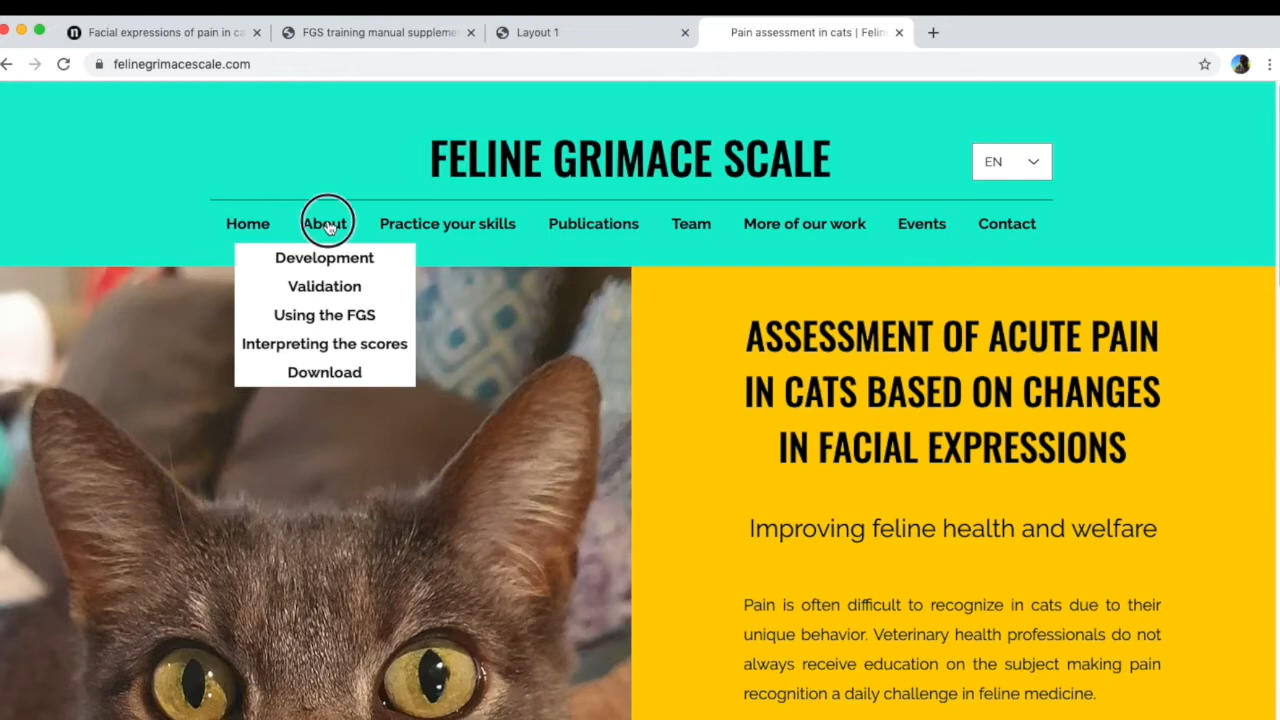 Facial expressions of pain in ca
FGS training manual supplemen
Layout 1
Pain assessment in cats | Felin
felinegrimacescale.com
FELINE GRIMACE SCALE
EN
Home About Practice your skills Publications Team More of our work Events Contact
Development
Validation
Using the FGS
Interpreting the scores
Download
ASSESSMENT OF ACUTE PAIN
IN CATS BASED ON CHANGES
IN FACIAL EXPRESSIONS
Improving feline health and welfare
Pain is often difficult to recognize in cats due to their
unique behavior. Veterinary health professionals do not
always receive education on the subject making pain
recognition a daily challenge in feline medicine.